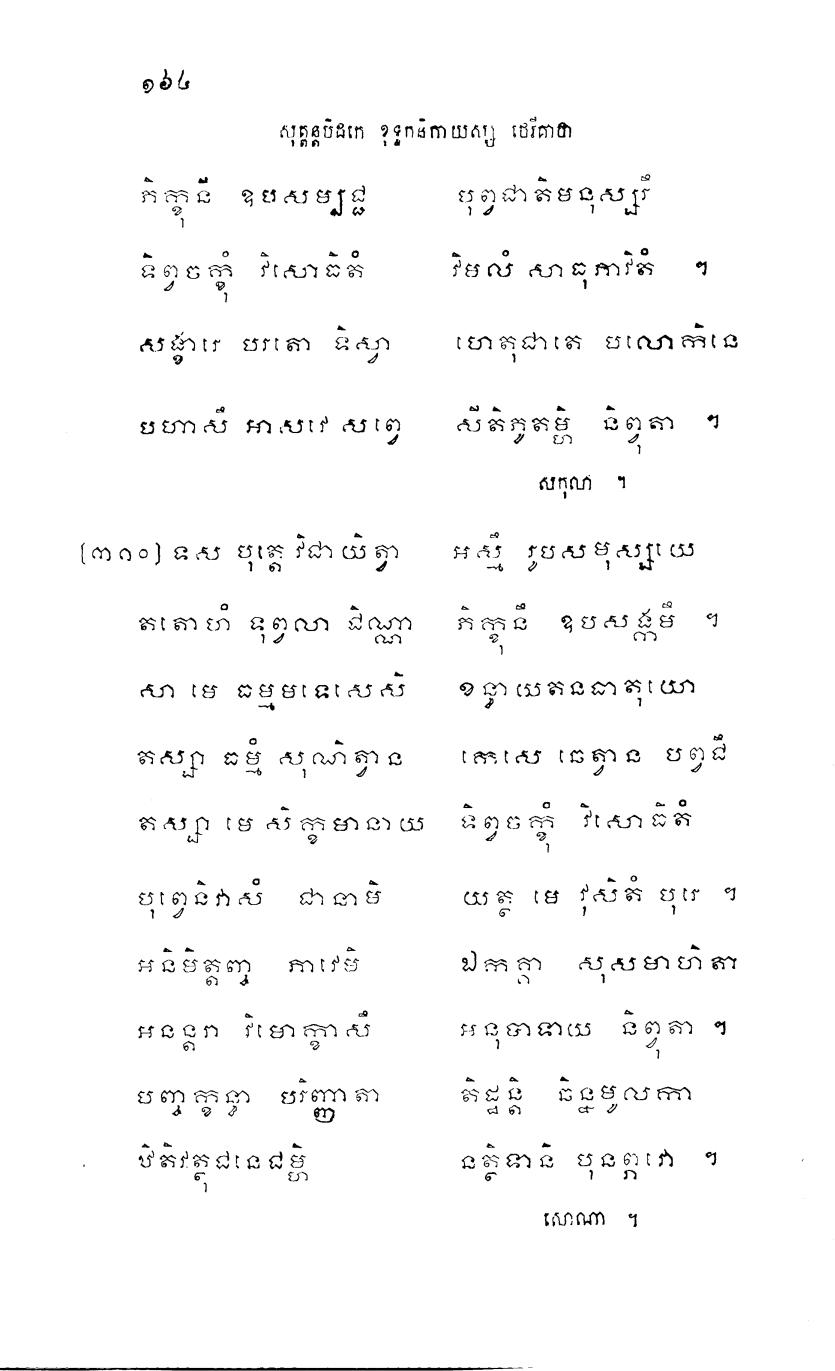 ១៦៤
សុត្តន្តបិដកេ ខុទ្ទកនិកាយស្ស ថេរីគាថា
ភិក្ខុនី ឧបសម្បជ្ជ បុព្វជាតិមនុស្សរឹ
ទិព្វចក្ខុំ វិសោធិតំ វិមលំ សាធុភាវិតំ ។
សង្ខារេ បរតោ ទិស្វា ហេតុជាតេ បលោកិនេ
បហាសឹ អាសវេ សព្វេ សីតិភូតម្ហិ និព្វុតា ។
សកុលា ។
(៣១០) ទស បុត្តេ វិជាយិត្វា អស្មឹ រូបសមុស្សយេ
តតោហំ ទុព្វលា ជិណ្ណា ភិក្ខុនឹ ឧបសង្កមឹ ។
សា មេ ធម្មមទេសេសិ ខន្ធាយតនធាតុយោ
តស្សា ធម្មំ សុណិត្វាន កេសេ ឆេត្វាន បព្វជឹ
តស្សា មេ សិក្ខមានាយ ទិព្វចក្ខុំ វិសោធិតំ
បុព្វេនិវាសំ ជានាមិ យត្ថ មេ វុសិតំ បុរេ ។
អនិមិត្តញ្ច ភាវេមិ ឯកគ្គា សុសមាហិតា
អនន្តរា វិមោក្ខាសឹ អនុបាទាយ និព្វុតា ។
បញ្ចក្ខន្ធា បរិញ្ញាតា តិដ្ឋន្តិ ឆិន្នមូលកា
ឋិតិវត្ថុជនេជម្ហិ នត្ថិទានិ បុនព្ភវោ ។
សោណា ។